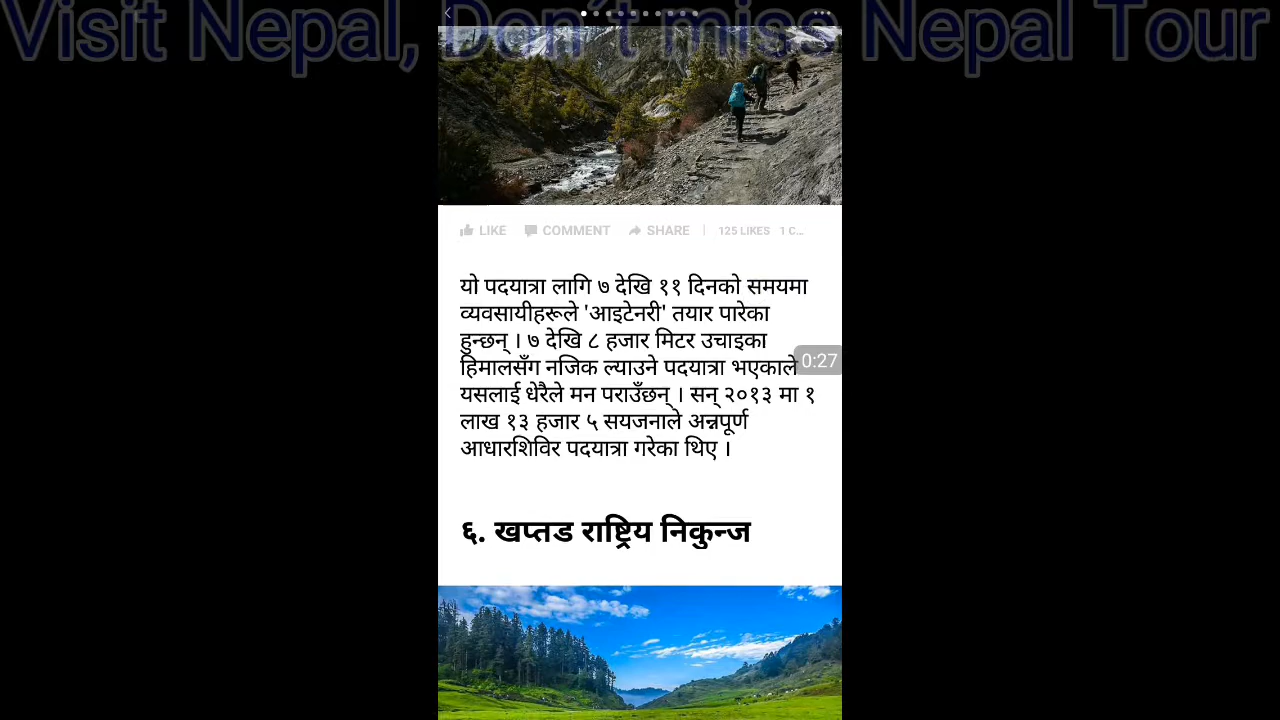 Visit Nepal, Don't miss Nepal Tour
LIKE COMMENT SHARE 125 LIKES 1 C...
यो पदयात्रा लागि ७ देखि ११ दिनको समयमा
व्यवसायीहरूले 'आइटेनरी' तयार पारेका
हुन्छन् । ७ देखि ८ हजार मिटर उचाइका
हिमालसँग नजिक ल्याउने पदयात्रा भएकाले
0:27
यसलाई धेरैले मन पराउँछन् । सन् २०१३ मा १
लाख १३ हजार ५ सयजनाले अन्नपूर्ण
आधारशिविर पदयात्रा गरेका थिए ।
६. खप्तड राष्ट्रिय निकुन्ज